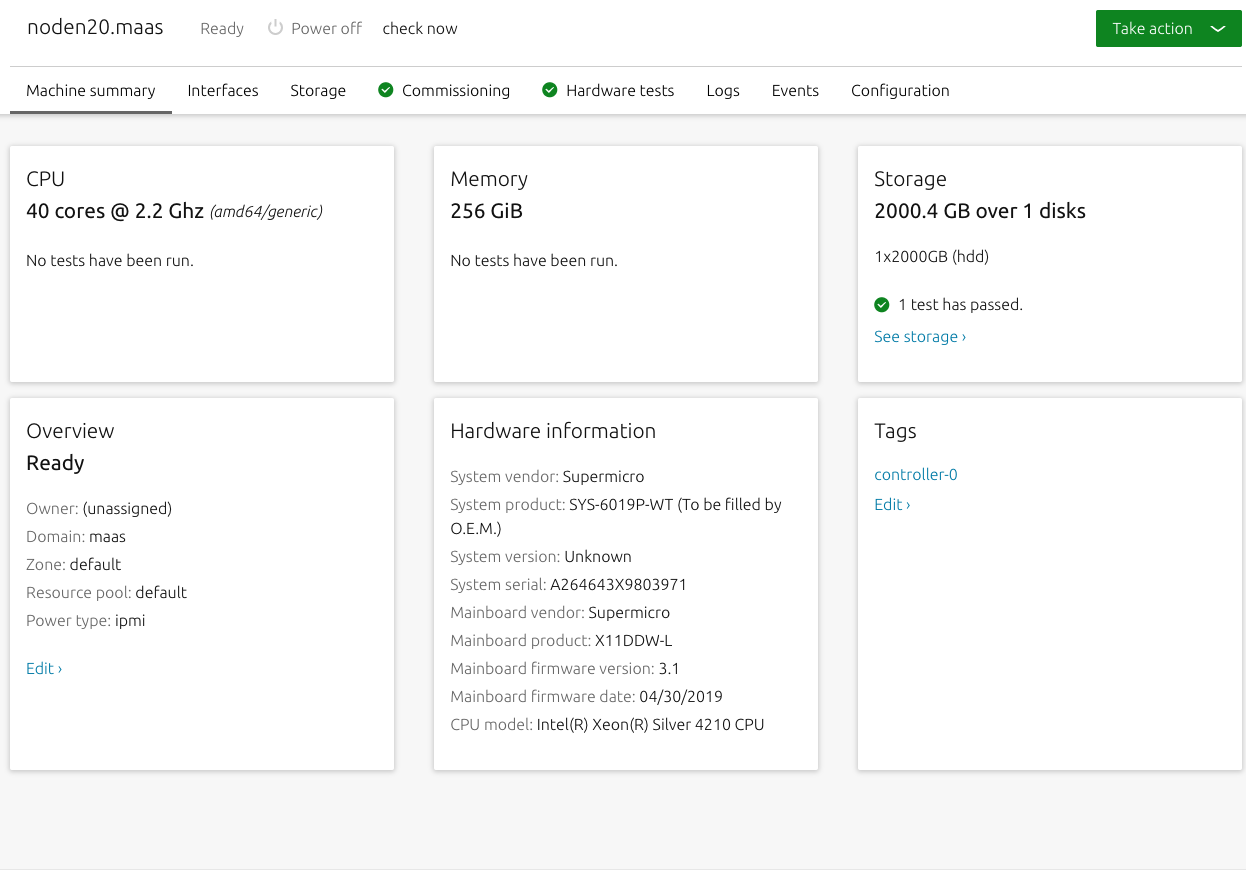 noden20.maas Ready Power off check now Take action
Machine summary Interfaces Storage Commissioning Hardware tests Logs Events Configuration
CPU
40 cores @ 2.2 Ghz (amd64/generic)
No tests have been run.
Memory
256 GiB
No tests have been run.
Storage
2000.4 GB over 1 disks
1x2000GB (hdd)
1 test has passed.
See storage ›
Overview
Ready
Owner: (unassigned)
Domain: maas
Zone: default
Resource pool: default
Power type: ipmi
Edit ›
Hardware information
System vendor: Supermicro
System product: SYS-6019P-WT (To be filled by
O.E.M.)
System version: Unknown
System serial: A264643X9803971
Mainboard vendor: Supermicro
Mainboard product: X11DDW-L
Mainboard firmware version: 3.1
Mainboard firmware date: 04/30/2019
CPU model: Intel(R) Xeon(R) Silver 4210 CPU
Tags
controller-0
Edit ›